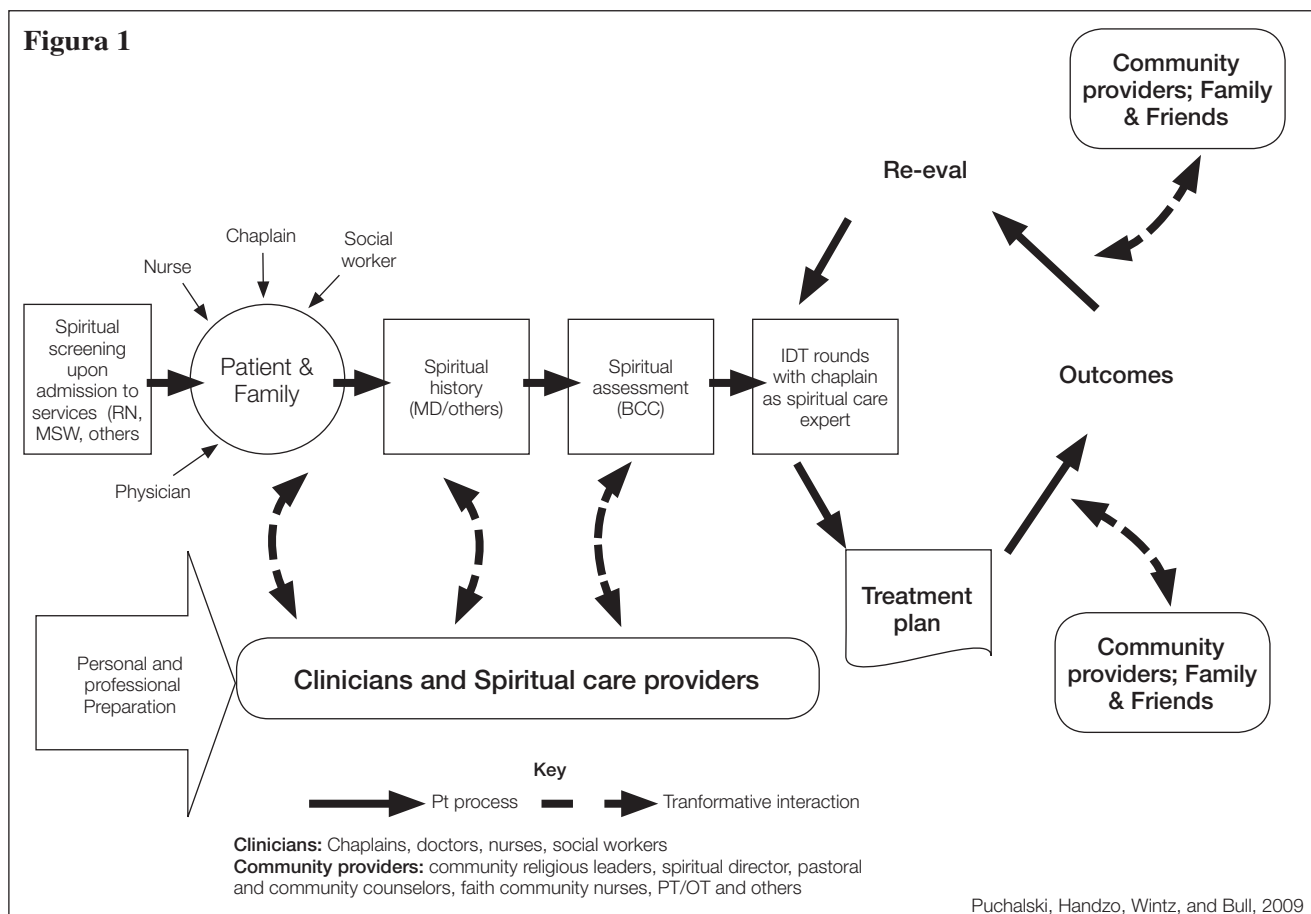 Figura 1
Community
providers; Family
& Friends
Re-eval
Chaplain
Social
worker
Nurse
Spiritual
screening
upon
admission to
services (RN,
MSW, others
Patient &
Family
Spiritual
history
(MD/others)
Spiritual
assessment
(BCC)
IDT rounds
with chaplain
as spiritual care
expert
Outcomes
Physician
Treatment
plan
Personal and
professional
Preparation
Clinicians and Spiritual care providers
Community
providers; Family
& Friends
Key
Pt process
Tranformative interaction
Clinicians: Chaplains, doctors, nurses, social workers
Community providers: community religious leaders, spiritual director, pastoral
and community counselors, faith community nurses, PT/OT and others
Puchalski, Handzo, Wintz, and Bull, 2009